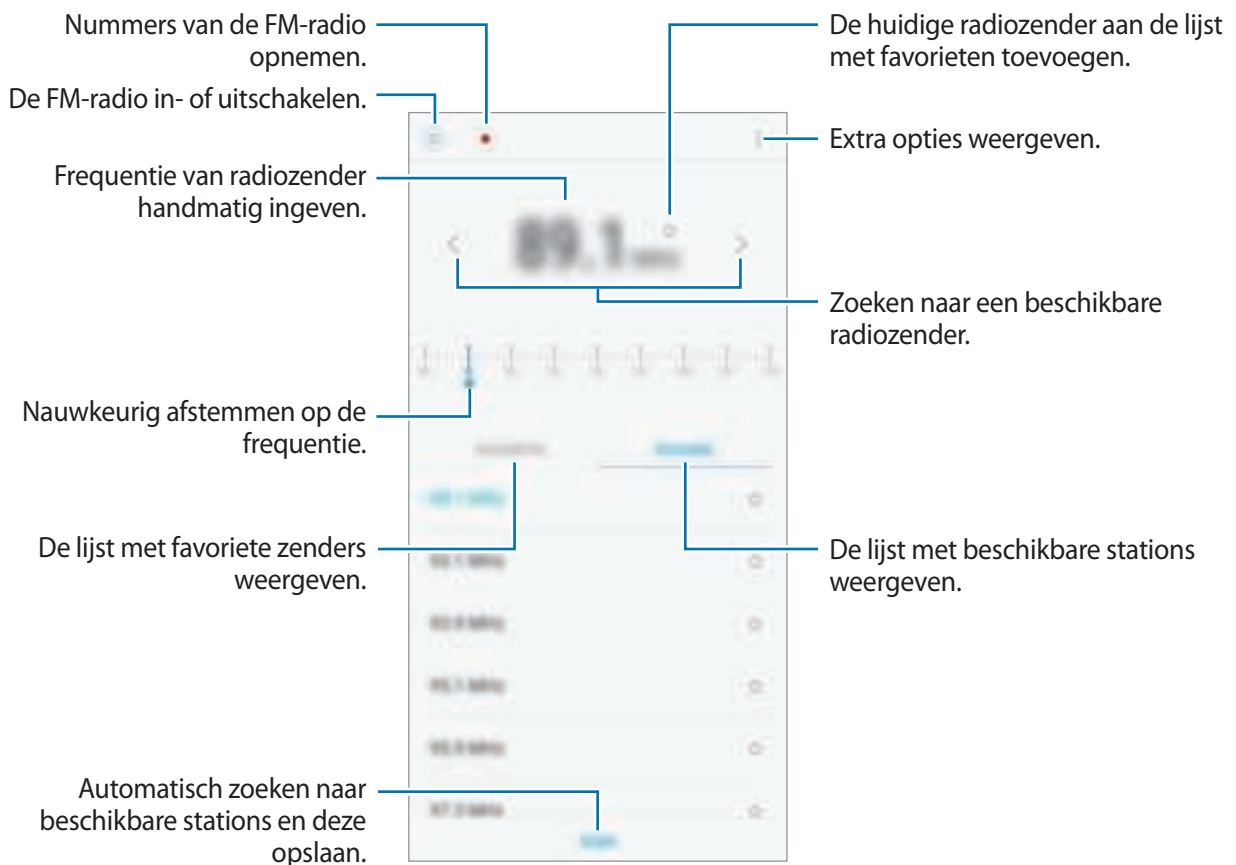 Nummers van de FM-radio
opnemen.
De FM-radio in- of uitschakelen.
Frequentie van radiozender
handmatig ingeven.
Nauwkeurig afstemmen op de
frequentie.
De lijst met favoriete zenders
weergeven.
Automatisch zoeken naar
beschikbare stations en deze
opslaan.
De huidige radiozender aan de lijst
met favorieten toevoegen.
Extra opties weergeven.
Zoeken naar een beschikbare
radiozender.
De lijst met beschikbare stations
weergeven.
89.1